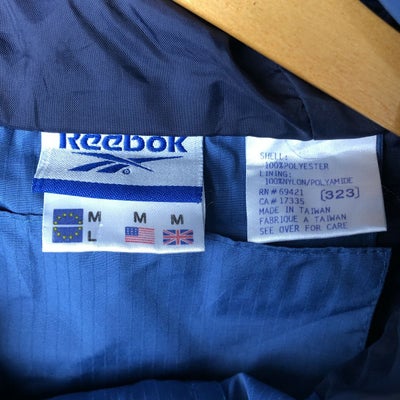 Reebok
M M M
L
SHELL:
100%POLYESTER
LINING:
100%NYLON/POLYAMIDE
RN# 69421 [323]
CA# 17335
MADE IN TAIWAN
FABRIQUE A TAIWAN
SEE OVER FOR CARE